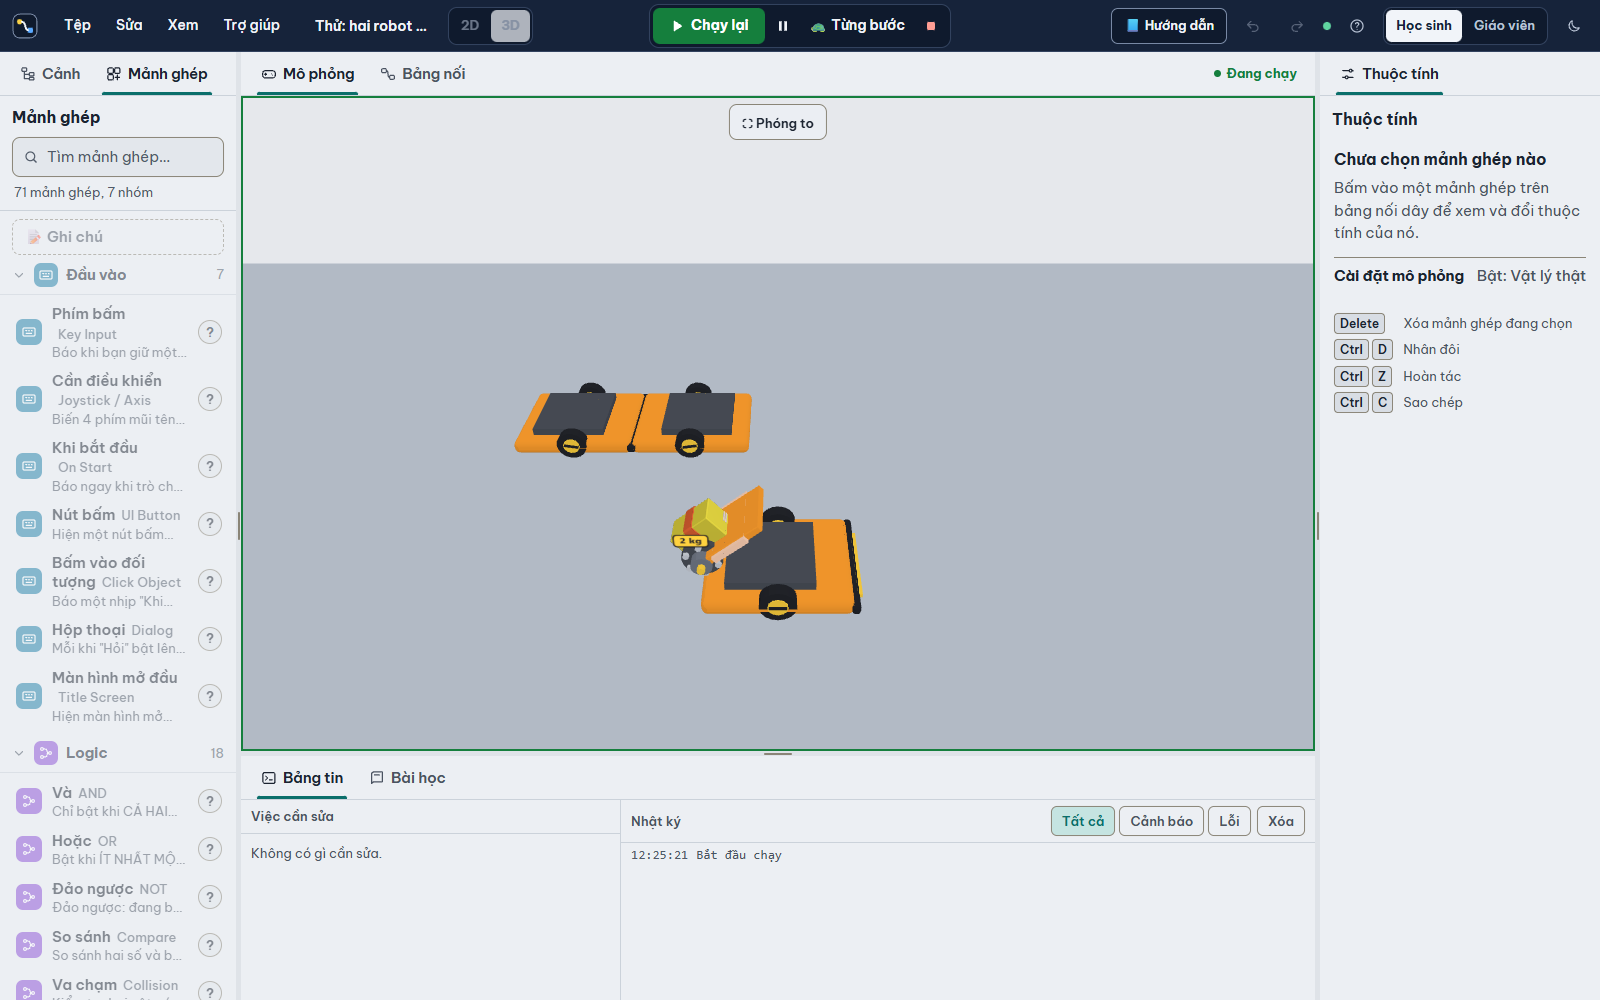 Tệp
Sửa
Xem
Trợ giúp
Thử: hai robot ...
2D
3D
Chạy lại
Từng bước
Hướng dẫn
Học sinh
Giáo viên
Cảnh
Mảnh ghép
Mảnh ghép
Tìm mảnh ghép...
71 mảnh ghép, 7 nhóm
Ghi chú
Đầu vào
7
Phím bấm
Key Input
Báo khi bạn giữ một...
?
Cần điều khiển
Joystick / Axis
Biến 4 phím mũi tên...
?
Khi bắt đầu
On Start
Báo ngay khi trò ch...
?
Nút bấm UI Button
Hiện một nút bấm...
?
Bấm vào đối
tượng Click Object
Báo một nhịp "Khi...
?
Hộp thoại Dialog
Mỗi khi "Hỏi" bật lên...
?
Màn hình mở đầu
Title Screen
Hiện màn hình mở...
?
Logic
18
Và AND
Chỉ bật khi CẢ HAI...
?
Hoặc OR
Bật khi ÍT NHẤT MỘ...
?
Đảo ngược NOT
Đảo ngược: đang b...
?
So sánh Compare
So sánh hai số và b...
?
Va chạm Collision
?
Mô phỏng
Bảng nối
Đang chạy
Phóng to
2 kg
Bảng tin
Bài học
Việc cần sửa
Không có gì cần sửa.
Nhật ký
Tất cả
Cảnh báo
Lỗi
Xóa
12:25:21 Bắt đầu chạy
Thuộc tính
Thuộc tính
Chưa chọn mảnh ghép nào
Bấm vào một mảnh ghép trên
bảng nối dây để xem và đổi thuộc
tính của nó.
Cài đặt mô phỏng
Bật: Vật lý thật
Delete Xóa mảnh ghép đang chọn
Ctrl D Nhân đôi
Ctrl Z Hoàn tác
Ctrl C Sao chép